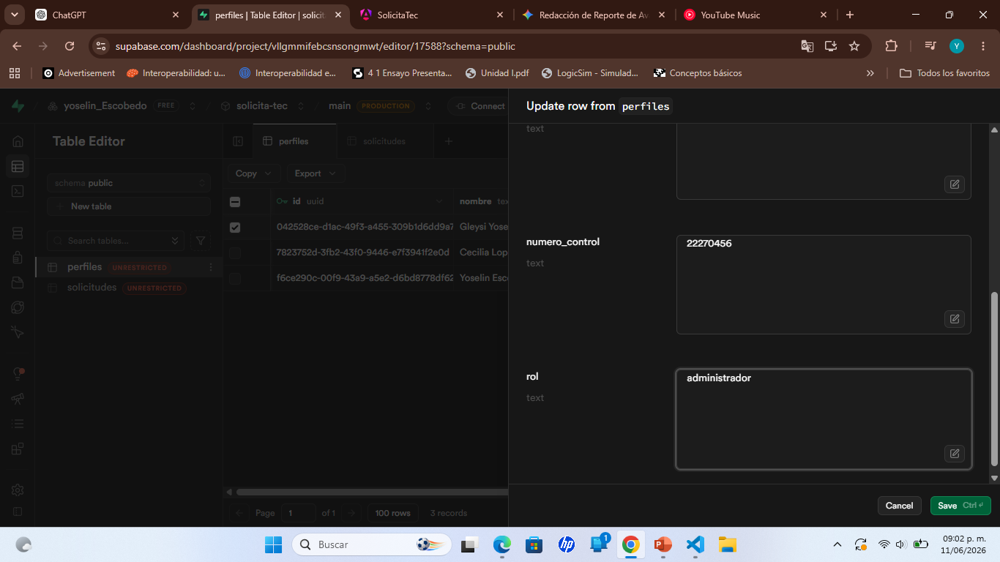 ChatGPT
perfiles | Table Editor | solicit
SolicitaTec
Redacción de Reporte de Av
YouTube Music
supabase.com/dashboard/project/vllgmmifebcsnsongmwt/editor/17588?schema=public
Y
Advertisement
Interoperabilidad: u...
Interoperabilidad e...
4 1 Ensayo Presenta...
Unidad I.pdf
LogicSim - Simulad...
Conceptos básicos
Todos los favoritos
yoselin_Escobedo
FREE
solicita-tec
main
PRODUCTION
Connect
Update row from perfiles
Table Editor
perfiles
solicitudes
text
schema public
Copy
Export
New table
id uuid
nombre tex
Search tables...
042528ce-d1ac-49f3-a455-309b1d6dd9a7
Gleysi Yose
7823752d-3fb2-43f0-9446-e7f3941f2e0d
Cecilia Lop
f6ce290c-00f9-43a9-a5e2-d6bd8778df62
Yoselin Esc
perfiles
UNRESTRICTED
solicitudes
UNRESTRICTED
numero_control
text
22270456
rol
text
administrador
Page
1
of 1
100 rows
3 records
Cancel
Save Ctrl
Buscar
1
09:02 p. m.
11/06/2026